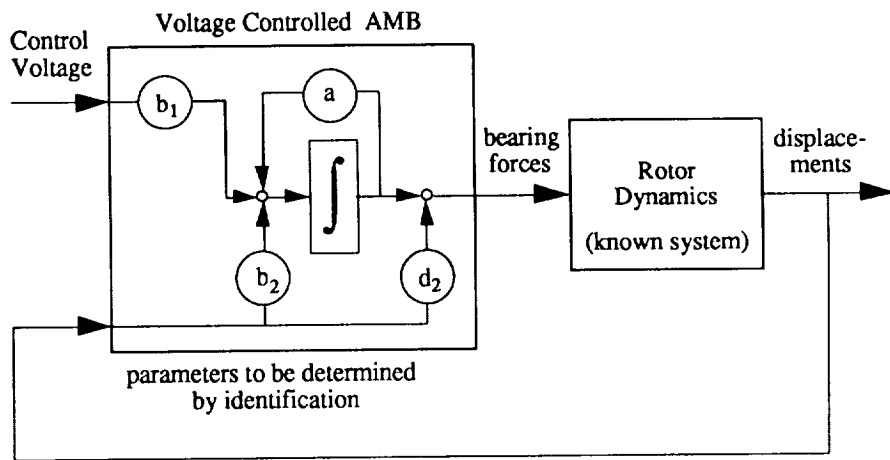 Voltage Controlled AMB
Control
Voltage
b1
a
∫
b2
d2
bearing
forces
Rotor
Dynamics
(known system)
displace-
ments
parameters to be determined
by identification